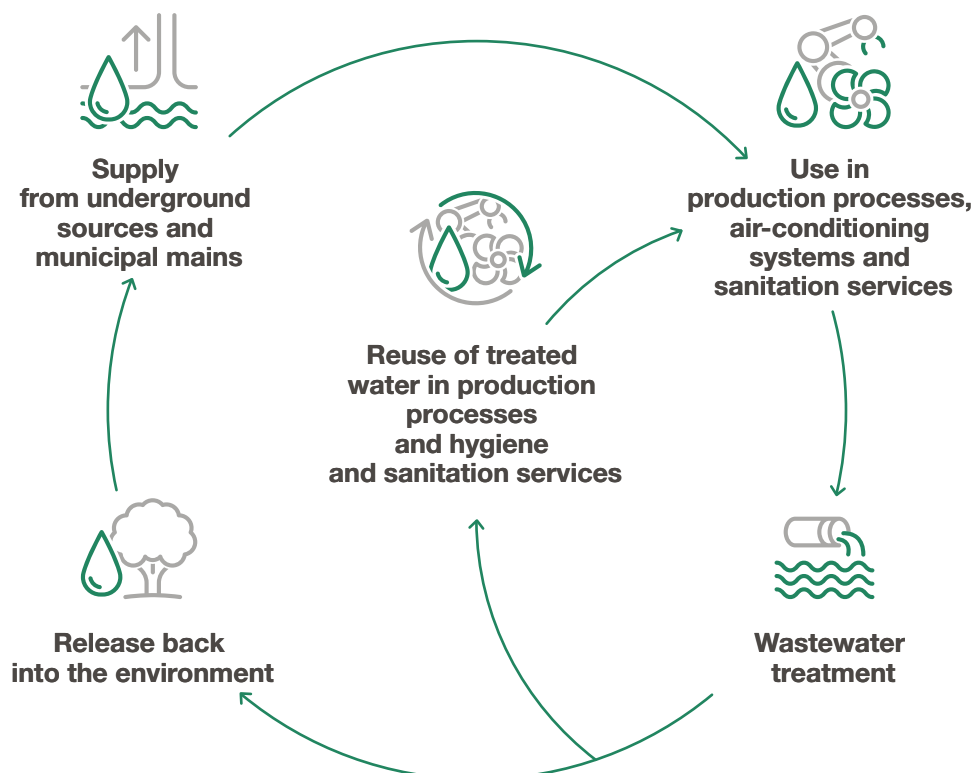 Supply
from underground
sources and
municipal mains
Use in
production processes,
air-conditioning
systems and
sanitation services
Reuse of treated
water in production
processes
and hygiene
and sanitation services
Release back
into the environment
Wastewater
treatment